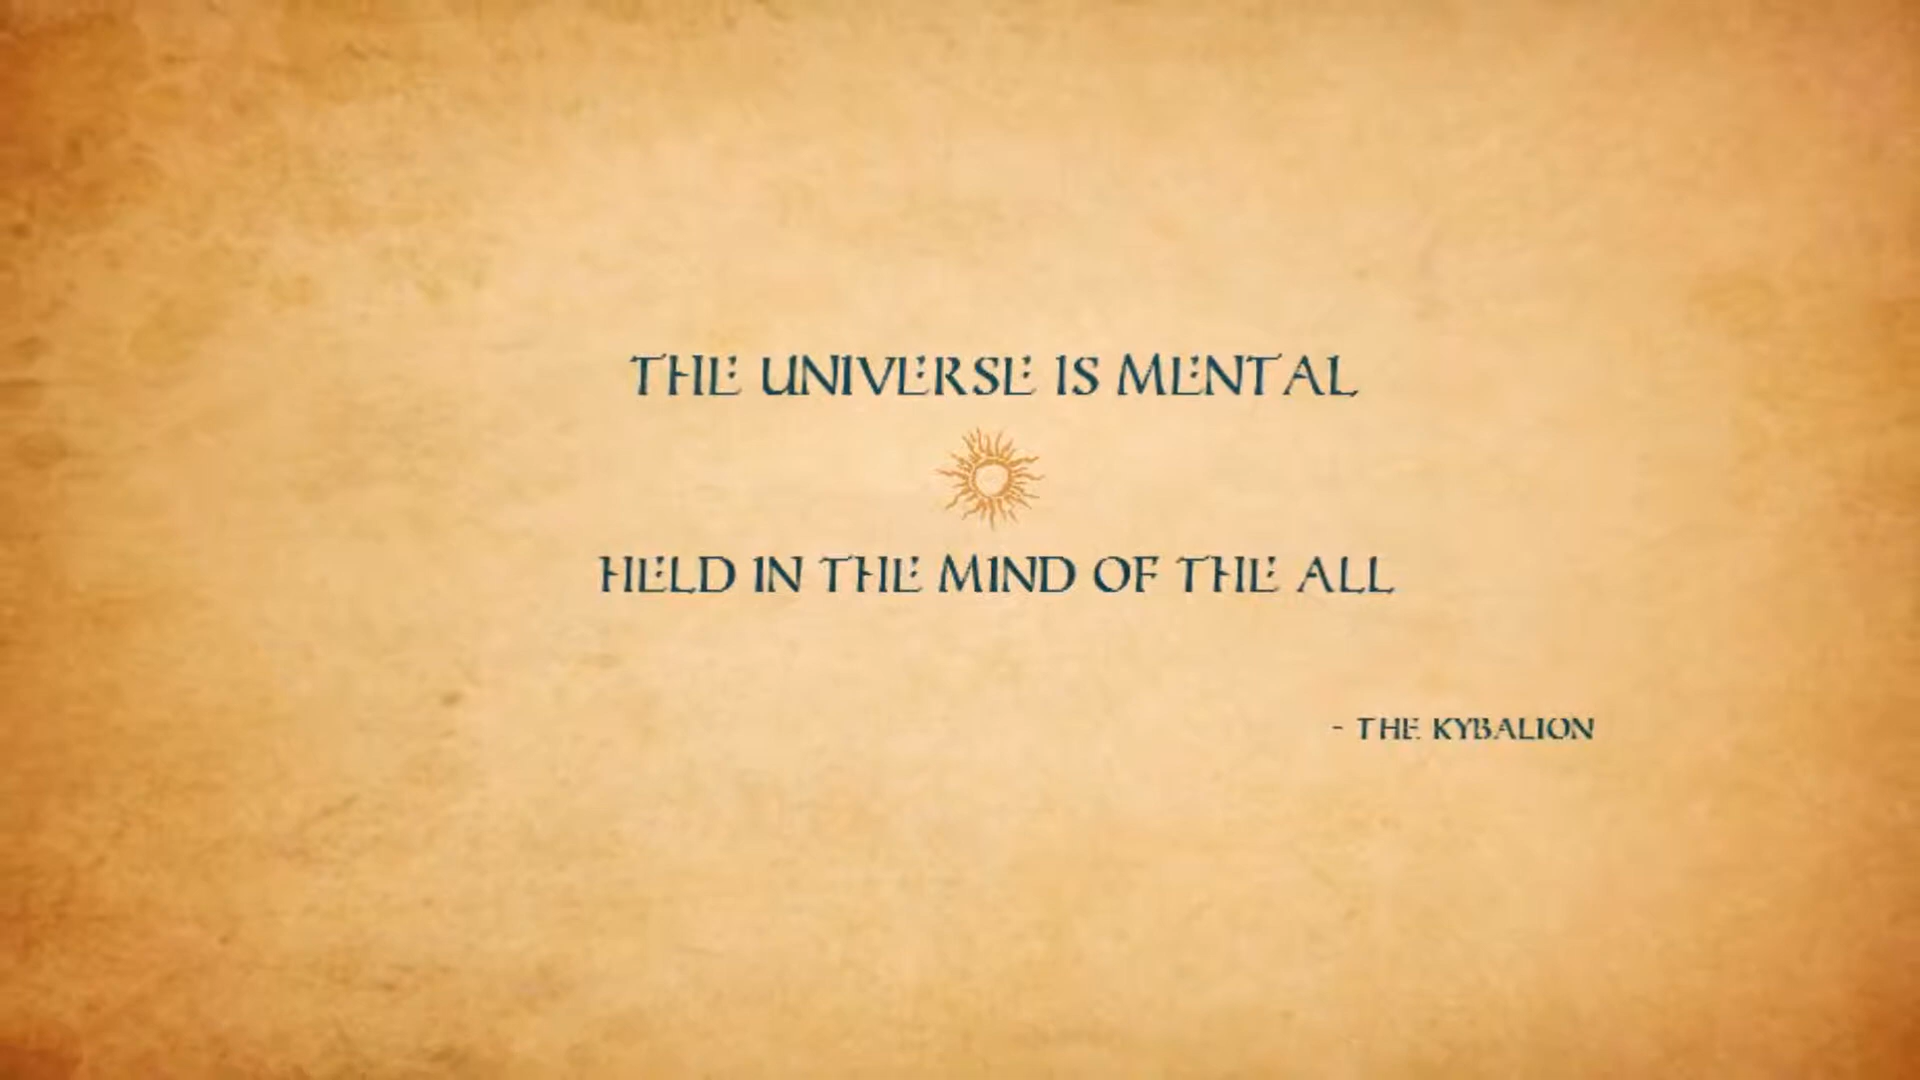 THE UNIVERSE IS MENTAL
HELD IN THE MIND OF THE ALL
- THE KYBALION